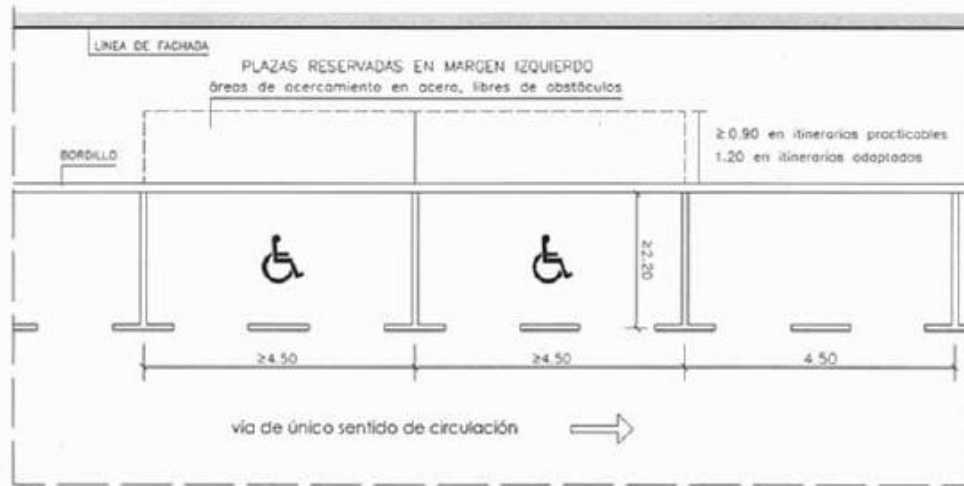 LINEA DE FACHADA
PLAZAS RESERVADAS EN MARGEN IZQUIERDO
áreas de acercamiento en acera, libres de obstáculos
≥0.90 en itinerarios practicables
1.20 en itinerarios adaptados
BORDILLO
≥2.20
≥4.50
≥4.50
4.50
vía de único sentido de circulación